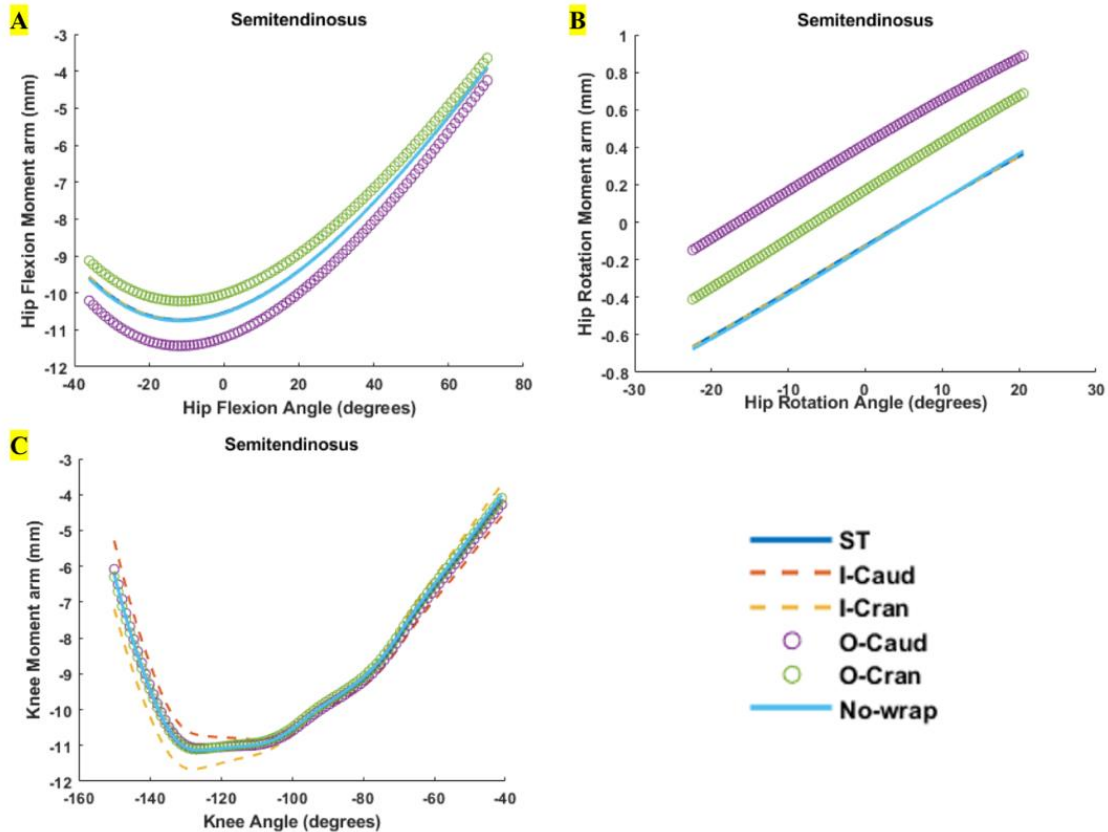 A
Semitendinosus
Hip Flexion Moment arm (mm)
-3
-4
-5
-6
-7
-8
-9
-10
-11
-12
-40
-20
0
20
40
60
80
Hip Flexion Angle (degrees)
B
Semitendinosus
Hip Rotation Moment arm (mm)
1
0.8
0.6
0.4
0.2
0
-0.2
-0.4
-0.6
-0.8
-30
-20
-10
0
10
20
30
Hip Rotation Angle (degrees)
C
Semitendinosus
Knee Moment arm (mm)
-3
-4
-5
-6
-7
-8
-9
-10
-11
-12
-160
-140
-120
-100
-80
-60
-40
Knee Angle (degrees)
ST
I-Caud
I-Cran
O-Caud
O-Cran
No-wrap